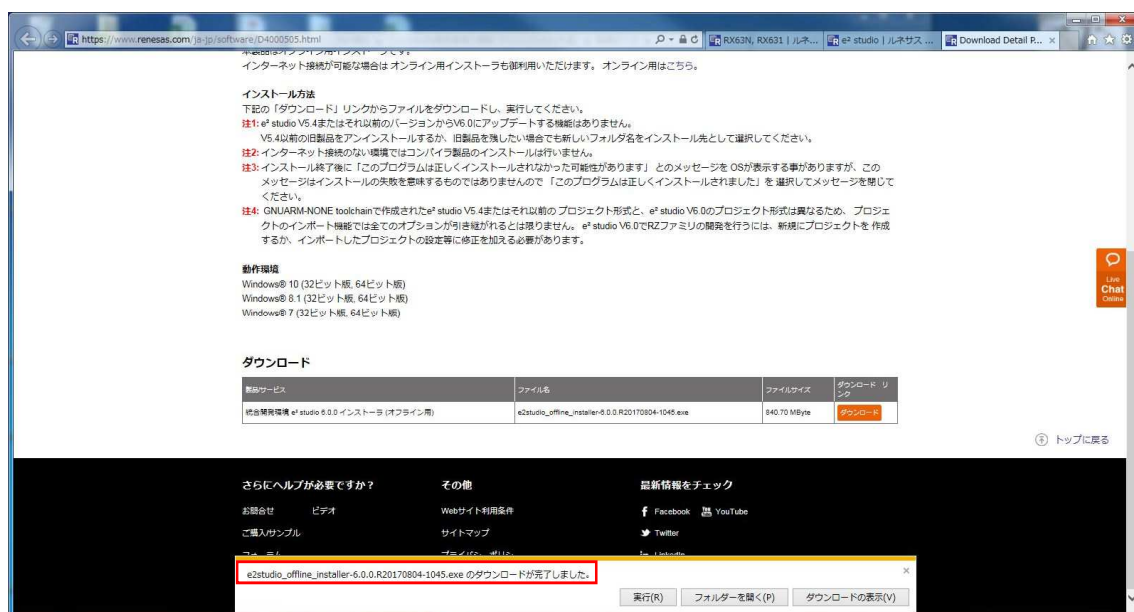 https://www.renesas.com/ja-jp/software/D4000505.html
RX63N, RX631 | ルネ...
e² studio | ルネサス ...
Download Detail P...
インターネット接続が可能な場合は オンライン用インストーラも御利用いただけます。 オンライン用はこちら。
インストール方法
下記の「ダウンロード」リンクからファイルをダウンロードし、実行してください。
注1: e² studio V5.4またはそれ以前のバージョンからV6.0にアップデートする機能はありません。
V5.4以前の旧製品をアンインストールするか、旧製品を残したい場合でも新しいフォルダ名をインストール先として選択してください。
注2: インターネット接続のない環境ではコンパイラ製品のインストールは行いません。
注3: インストール終了後に「このプログラムは正しくインストールされなかった可能性があります」とのメッセージを OSが表示する事がありますが、この
メッセージはインストールの失敗を意味するものではありませんので 「このプログラムは正しくインストールされました」を 選択してメッセージを閉じて
ください。
注4: GNUARM-NONE toolchainで作成されたe² studio V5.4またはそれ以前の プロジェクト形式と、e² studio V6.0のプロジェクト形式は異なるため、 プロジェ
クトのインポート機能では全てのオプションが引き継がれるとは限りません。 e² studio V6.0でRZファミリの開発を行うには、新規にプロジェクトを 作成
するか、インポートしたプロジェクトの設定等に修正を加える必要があります。
動作環境
Windows® 10 (32ビット版, 64ビット版)
Windows® 8.1 (32ビット版, 64ビット版)
Windows® 7 (32ビット版, 64ビット版)
Live
Chat
Online
ダウンロード
製品/サービス ファイル名 ファイルサイズ ダウンロード リ
ンク
統合開発環境 e² studio 6.0.0 インストーラ (オフライン用) e2studio_offline_installer-6.0.0.R20170804-1045.exe 840.70 MByte ダウンロード
トップに戻る
さらにヘルプが必要ですか? その他 最新情報をチェック
お問合せ ビデオ Webサイト利用条件 Facebook YouTube
ご購入/サンプル サイトマップ Twitter
e2studio_offline_installer-6.0.0.R20170804-1045.exe のダウンロードが完了しました。
実行(R) フォルダーを開く(P) ダウンロードの表示(V)